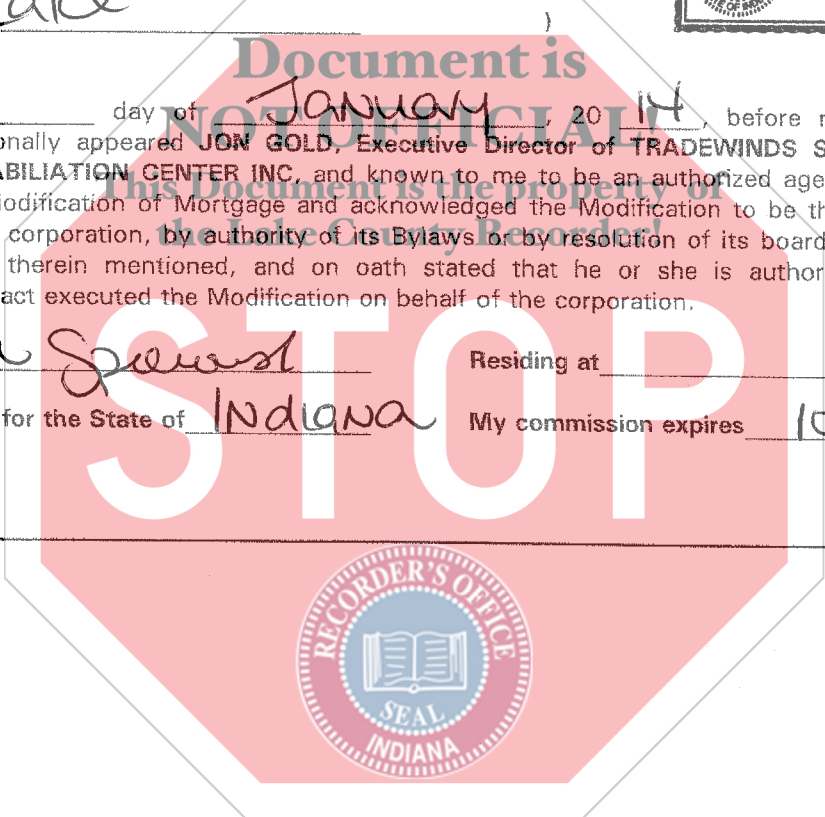 )
Document is
day of January, 20 14, before
NOT OFFICIAL!
onally appeared JON GOLD, Executive Director of TRADEWINDS S
ABILIATION CENTER INC, and known to me to be an authorized age
This Document is the property of
odification of Mortgage and acknowledged the Modification to be th
corporation, by authority of its Bylaws or by resolution of its board
the Lake County Recorder!
therein mentioned, and on oath stated that he or she is author
act executed the Modification on behalf of the corporation.
STOP
Residing at
for the State of Indiana My commission expires 10
RECORDER'S OFFICE
SEAL
INDIANA